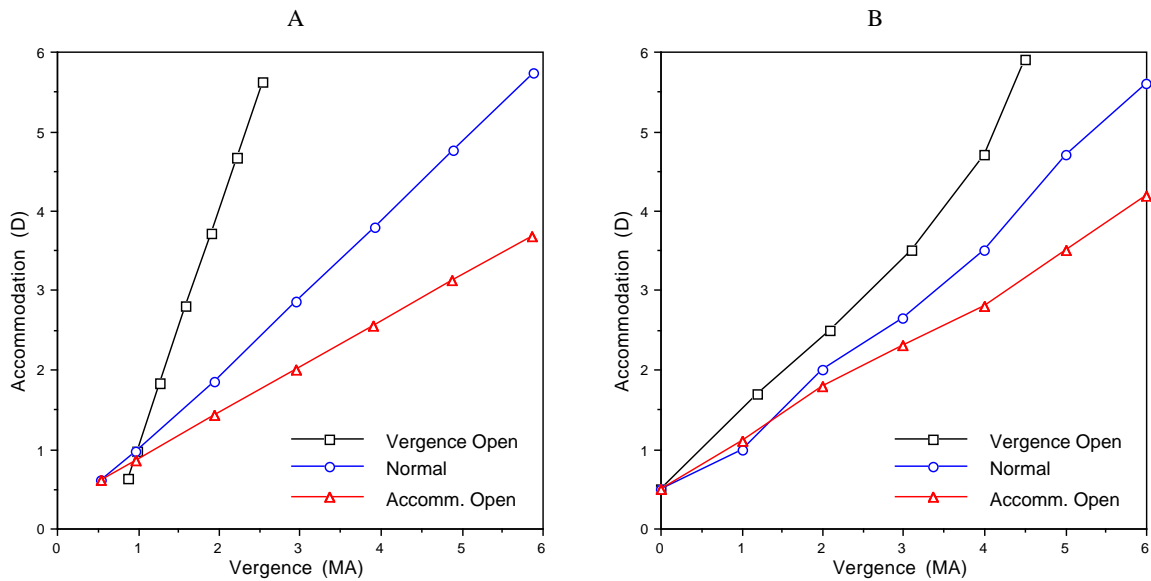 A
6
5
4
3
2
1
0
Accommodation (D)
Vergence Open
Normal
Accomm. Open
0 1 2 3 4 5 6
Vergence (MA)
B
6
5
4
3
2
1
0
Accommodation (D)
Vergence Open
Normal
Accomm. Open
0 1 2 3 4 5 6
Vergence (MA)